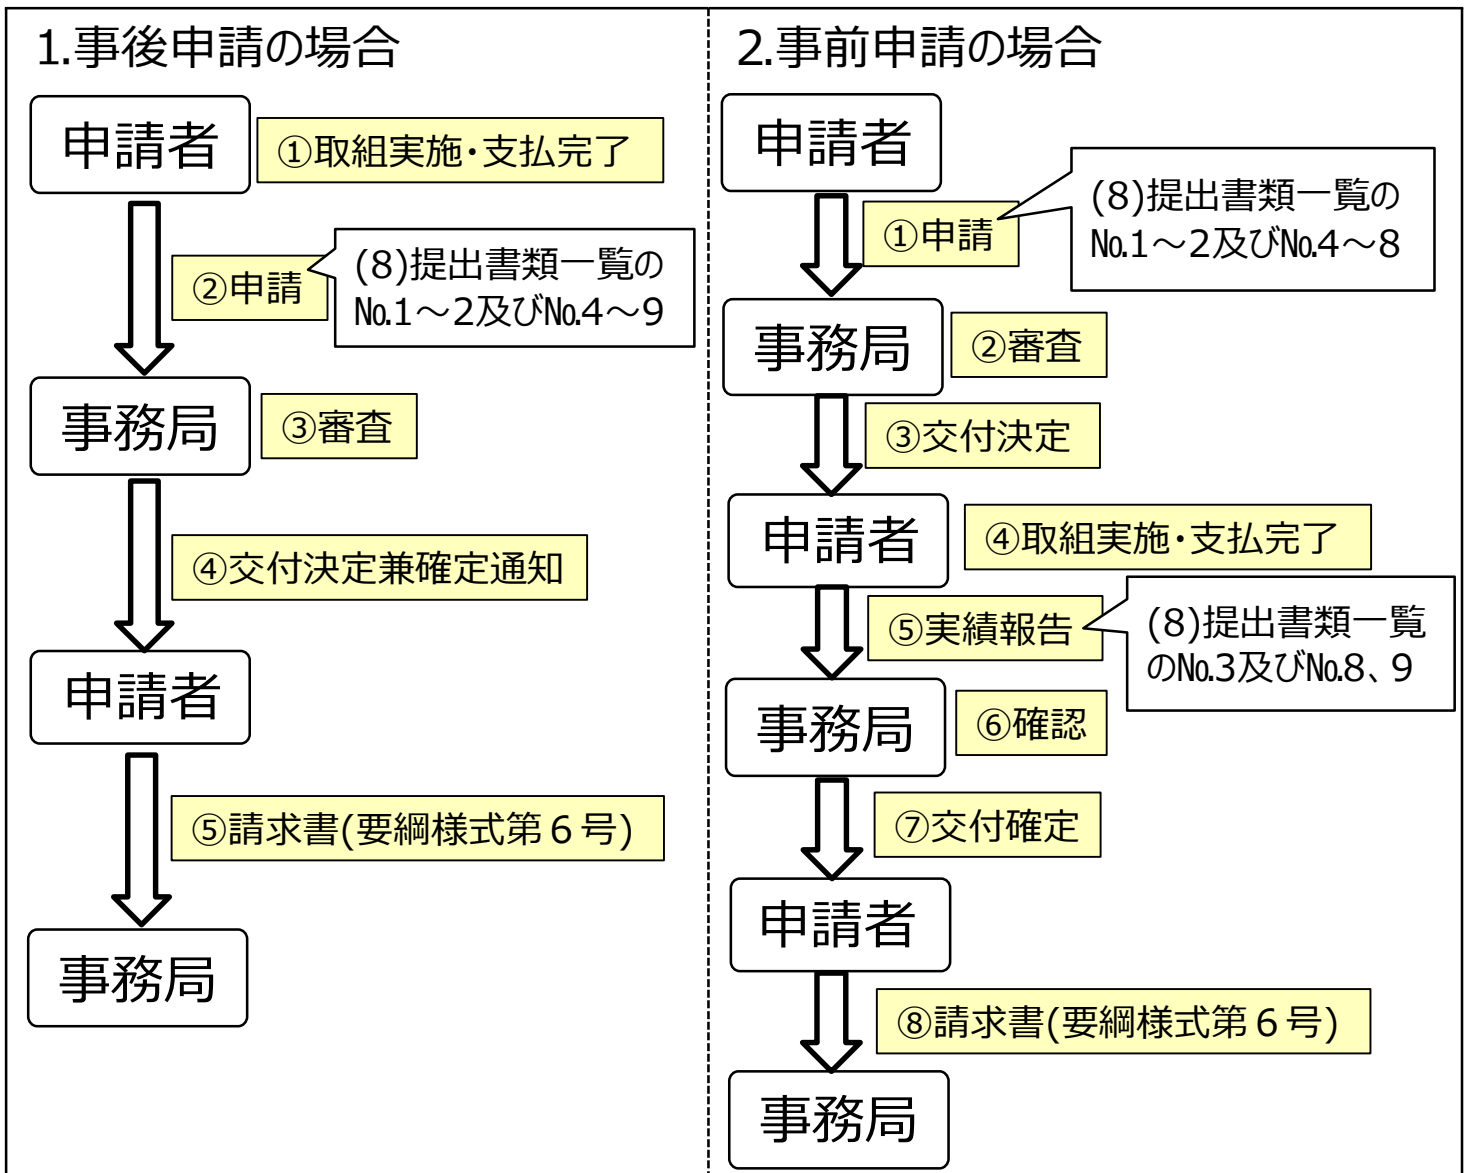 1.事後申請の場合
申請者
①取組実施・支払完了
②申請
(8)提出書類一覧の
№1～2及び№4～9
事務局
③審査
④交付決定兼確定通知
申請者
⑤請求書(要綱様式第６号)
事務局
2.事前申請の場合
申請者
①申請
(8)提出書類一覧の
№1～2及び№4～8
事務局
②審査
③交付決定
申請者
④取組実施・支払完了
⑤実績報告
(8)提出書類一覧
の№3及び№8、9
事務局
⑥確認
⑦交付確定
申請者
⑧請求書(要綱様式第６号)
事務局